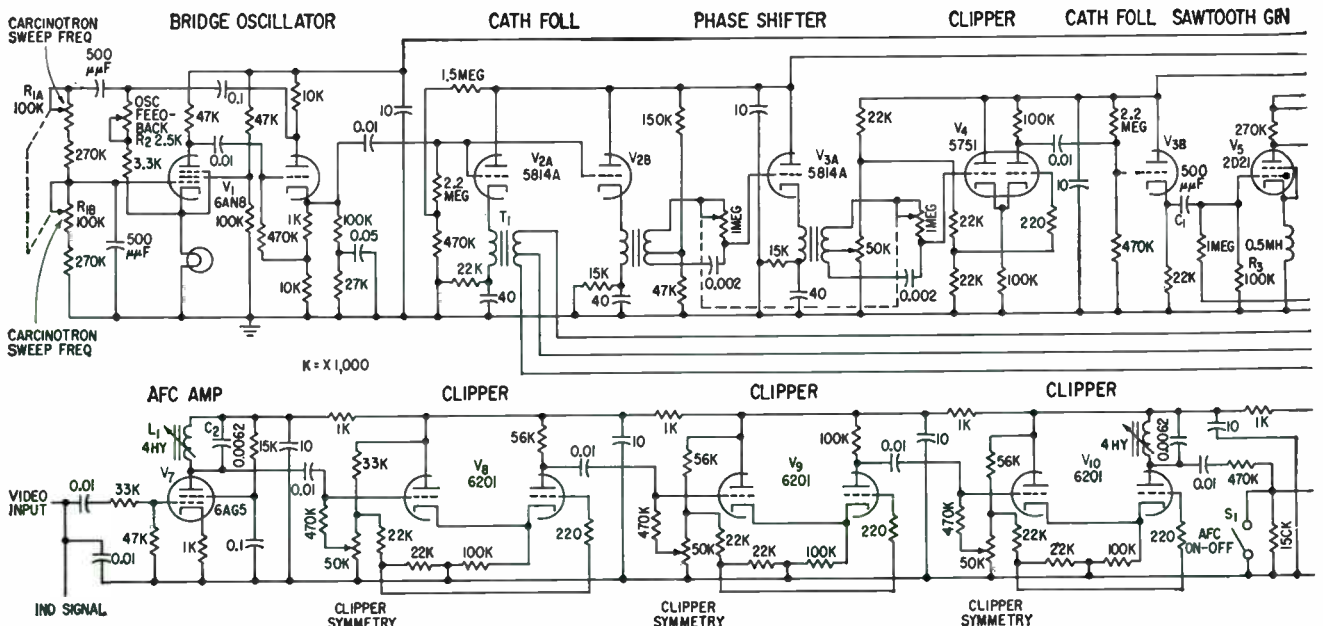 CARCINOTRON
SWEEP FREQ
BRIDGE OSCILLATOR
CATH FOLL
PHASE SHIFTER
CLIPPER
CATH FOLL
SAWTOOTH GEN
500
μμF
R1A
100K
OSC
FEED-
BACK
R2 2.5K
0.1
47K
47K
10K
10
1.5MEG
150K
10
22K
V4
5751
100K
0.01
2.2
MEG
270K
V5
2D21
270K
3.3K
0.01
V1
6AN8
0.01
V2A
5814A
V2B
V3A
5814A
10
V3B
500
μμF
C1
R1B
100K
270K
500
μμF
100K
470K
1K
10K
100K
0.05
27K
2.2
MEG
470K
22K
T1
40
15K
40
47K
1MEG
0.002
15K
40
50K
1MEG
0.002
22K
22K
220
100K
470K
22K
1MEG
R3
100K
0.5MH
CARCINOTRON
SWEEP FREQ
K = X 1,000
AFC AMP
CLIPPER
CLIPPER
CLIPPER
L1
4HY
C2
0.0062
15K
10
1K
56K
10
1K
100K
10
1K
4HY
0.0062
10
1K
VIDEO
INPUT
0.01
33K
V7
6AG5
0.01
33K
V8
6201
0.01
56K
V9
6201
0.01
56K
V10
6201
0.01
470K
47K
0.01
1K
0.1
470K
50K
22K
22K
100K
220
470K
50K
22K
22K
100K
220
470K
50K
22K
22K
100K
220
S1
AFC
ON-OFF
IND SIGNAL
CLIPPER
SYMMETRY
CLIPPER
SYMMETRY
CLIPPER
SYMMETRY